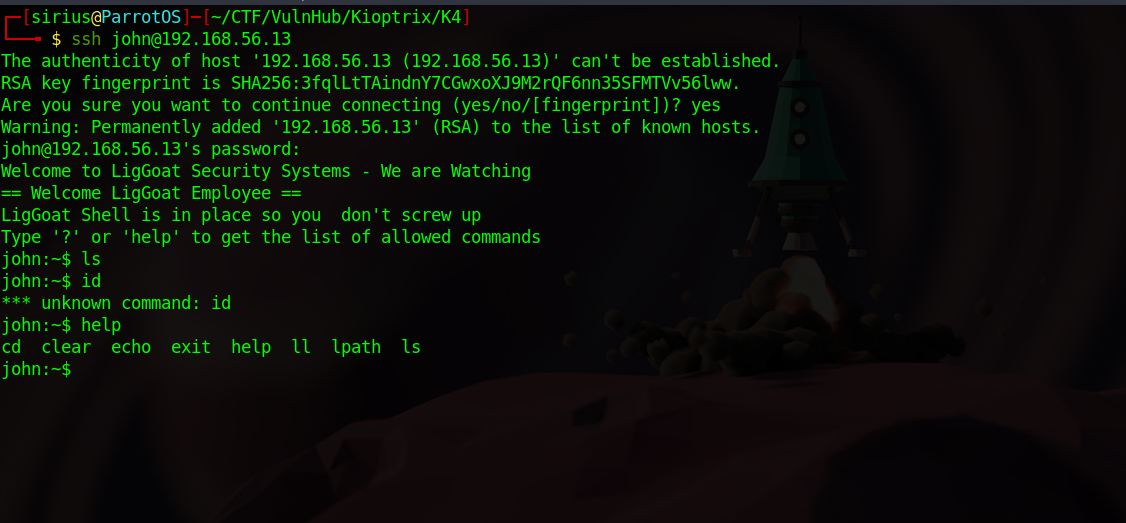 ┌─[sirius@ParrotOS]─[~/CTF/VulnHub/Kioptrix/K4]
└──╼ $ ssh john@192.168.56.13
The authenticity of host '192.168.56.13 (192.168.56.13)' can't be established.
RSA key fingerprint is SHA256:3fqlLtTAindnY7CGwxoXJ9M2rQF6nn35SFMTVv56lww.
Are you sure you want to continue connecting (yes/no/[fingerprint])? yes
Warning: Permanently added '192.168.56.13' (RSA) to the list of known hosts.
john@192.168.56.13's password:
Welcome to LigGoat Security Systems - We are Watching
== Welcome LigGoat Employee ==
LigGoat Shell is in place so you  don't screw up
Type '?' or 'help' to get the list of allowed commands
john:~$ ls
john:~$ id
*** unknown command: id
john:~$ help
cd  clear  echo  exit  help  ll  lpath  ls
john:~$